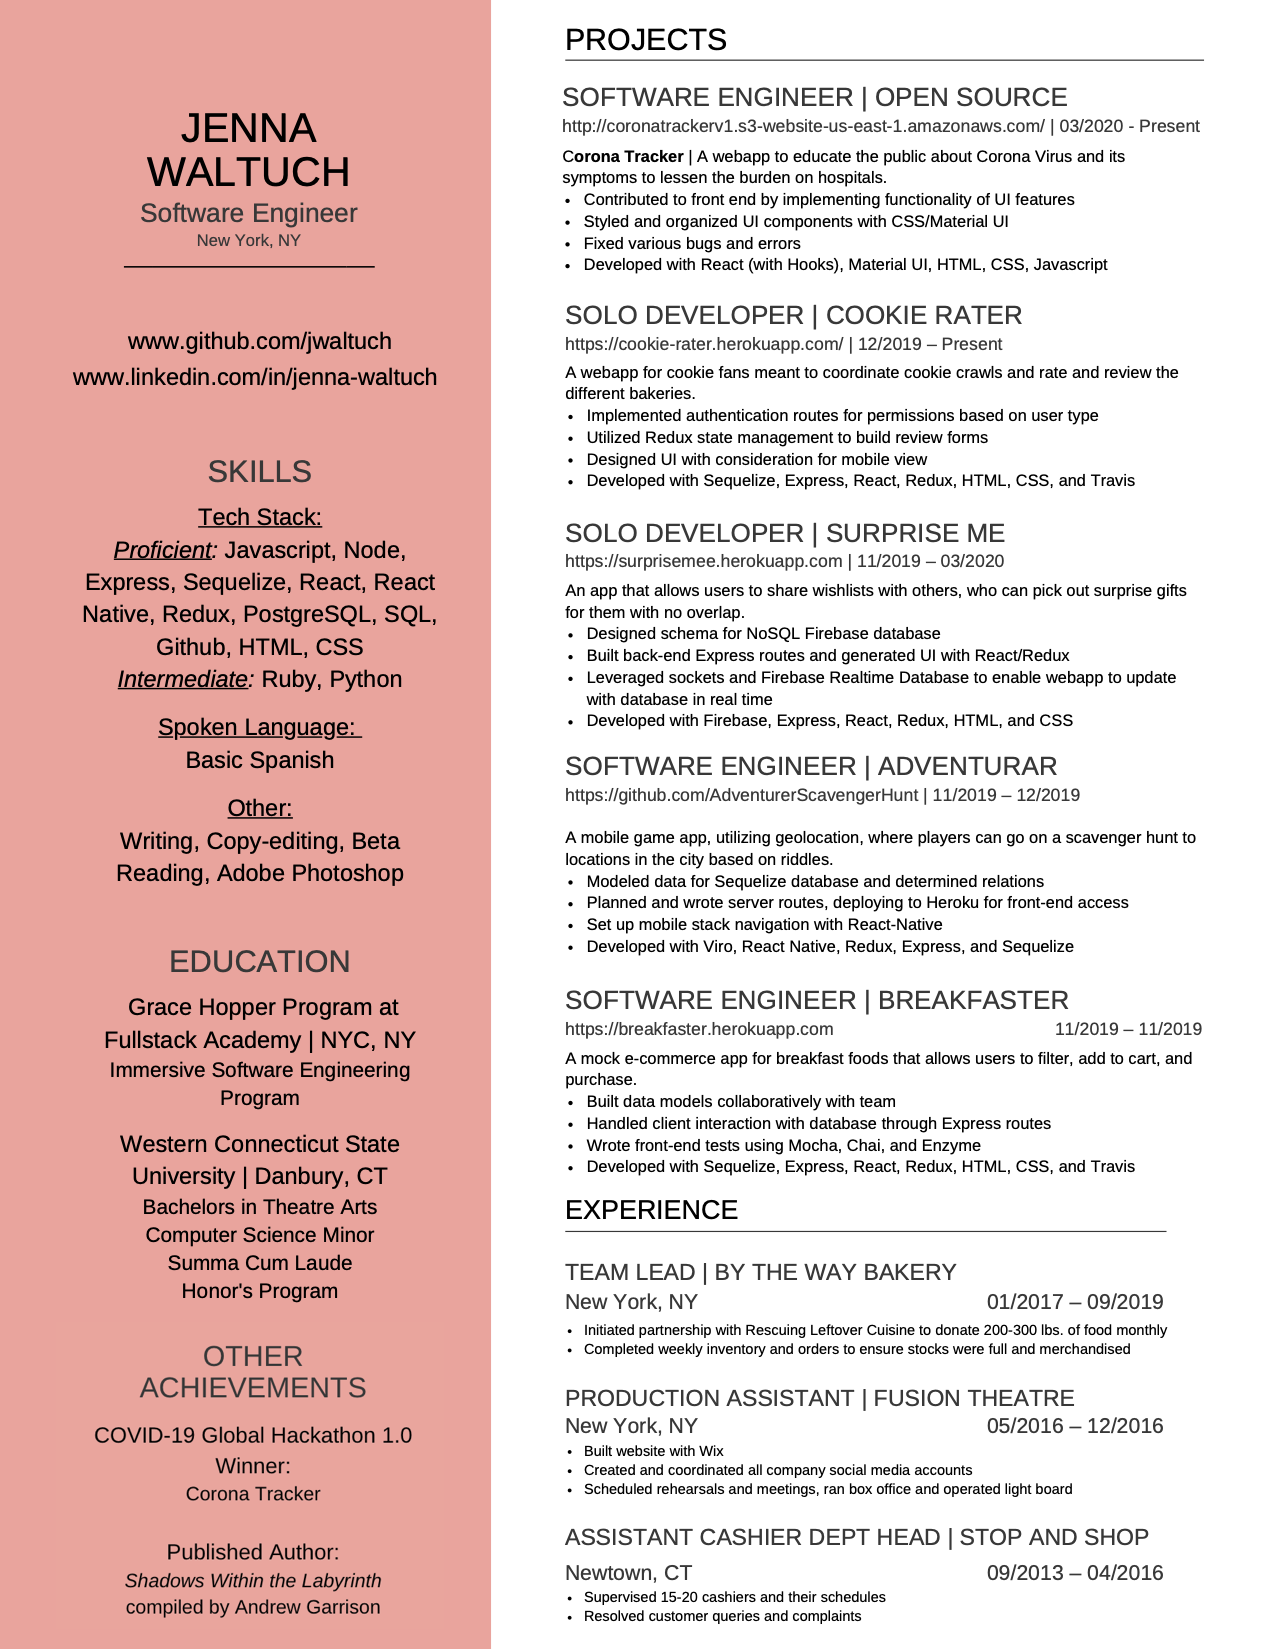 JENNA
WALTUCH
Software Engineer
New York, NY
www.github.com/jwaltuch
www.linkedin.com/in/jenna-waltuch
SKILLS
Tech Stack:
Proficient: Javascript, Node,
Express, Sequelize, React, React
Native, Redux, PostgreSQL, SQL,
Github, HTML, CSS
Intermediate: Ruby, Python
Spoken Language:
Basic Spanish
Other:
Writing, Copy-editing, Beta
Reading, Adobe Photoshop
EDUCATION
Grace Hopper Program at
Fullstack Academy | NYC, NY
Immersive Software Engineering
Program
Western Connecticut State
University | Danbury, CT
Bachelors in Theatre Arts
Computer Science Minor
Summa Cum Laude
Honor's Program
OTHER
ACHIEVEMENTS
COVID-19 Global Hackathon 1.0
Winner:
Corona Tracker
Published Author:
Shadows Within the Labyrinth
compiled by Andrew Garrison
PROJECTS
SOFTWARE ENGINEER | OPEN SOURCE
http://coronatrackerv1.s3-website-us-east-1.amazonaws.com/ | 03/2020 - Present
Corona Tracker | A webapp to educate the public about Corona Virus and its
symptoms to lessen the burden on hospitals.
• Contributed to front end by implementing functionality of UI features
• Styled and organized UI components with CSS/Material UI
• Fixed various bugs and errors
• Developed with React (with Hooks), Material UI, HTML, CSS, Javascript
SOLO DEVELOPER | COOKIE RATER
https://cookie-rater.herokuapp.com/ | 12/2019 – Present
A webapp for cookie fans meant to coordinate cookie crawls and rate and review the
different bakeries.
• Implemented authentication routes for permissions based on user type
• Utilized Redux state management to build review forms
• Designed UI with consideration for mobile view
• Developed with Sequelize, Express, React, Redux, HTML, CSS, and Travis
SOLO DEVELOPER | SURPRISE ME
https://surprisemee.herokuapp.com | 11/2019 – 03/2020
An app that allows users to share wishlists with others, who can pick out surprise gifts
for them with no overlap.
• Designed schema for NoSQL Firebase database
• Built back-end Express routes and generated UI with React/Redux
• Leveraged sockets and Firebase Realtime Database to enable webapp to update
with database in real time
• Developed with Firebase, Express, React, Redux, HTML, and CSS
SOFTWARE ENGINEER | ADVENTURAR
https://github.com/AdventurerScavengerHunt | 11/2019 – 12/2019
A mobile game app, utilizing geolocation, where players can go on a scavenger hunt to
locations in the city based on riddles.
• Modeled data for Sequelize database and determined relations
• Planned and wrote server routes, deploying to Heroku for front-end access
• Set up mobile stack navigation with React-Native
• Developed with Viro, React Native, Redux, Express, and Sequelize
SOFTWARE ENGINEER | BREAKFASTER
https://breakfaster.herokuapp.com 11/2019 – 11/2019
A mock e-commerce app for breakfast foods that allows users to filter, add to cart, and
purchase.
• Built data models collaboratively with team
• Handled client interaction with database through Express routes
• Wrote front-end tests using Mocha, Chai, and Enzyme
• Developed with Sequelize, Express, React, Redux, HTML, CSS, and Travis
EXPERIENCE
TEAM LEAD | BY THE WAY BAKERY
New York, NY 01/2017 – 09/2019
• Initiated partnership with Rescuing Leftover Cuisine to donate 200-300 lbs. of food monthly
• Completed weekly inventory and orders to ensure stocks were full and merchandised
PRODUCTION ASSISTANT | FUSION THEATRE
New York, NY 05/2016 – 12/2016
• Built website with Wix
• Created and coordinated all company social media accounts
• Scheduled rehearsals and meetings, ran box office and operated light board
ASSISTANT CASHIER DEPT HEAD | STOP AND SHOP
Newtown, CT 09/2013 – 04/2016
• Supervised 15-20 cashiers and their schedules
• Resolved customer queries and complaints